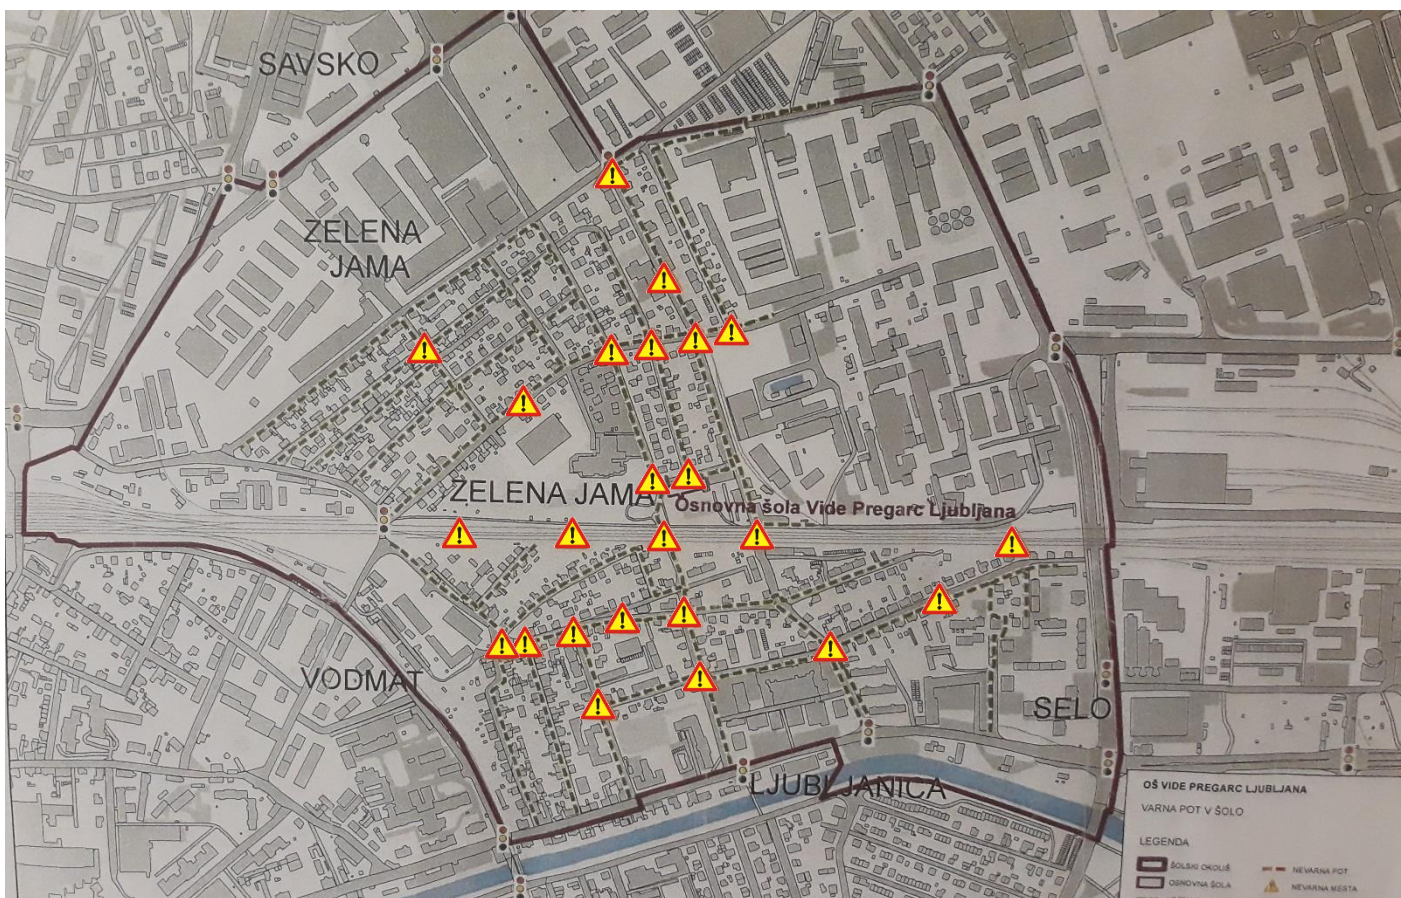 SAVSKO
ZELENA
JAMA
ZELENA JAMA
Osnovna šola Vide Pregarc Ljubljana
VODMAT
SELO
LJUBLJANICA
OŠ VIDE PREGARC LJUBLJANA
VARNA POT V ŠOLO
LEGENDA
ŠOLSKI OKOLIŠ
NEVARNA POT
OSNOVNA ŠOLA
NEVARNA MESTA